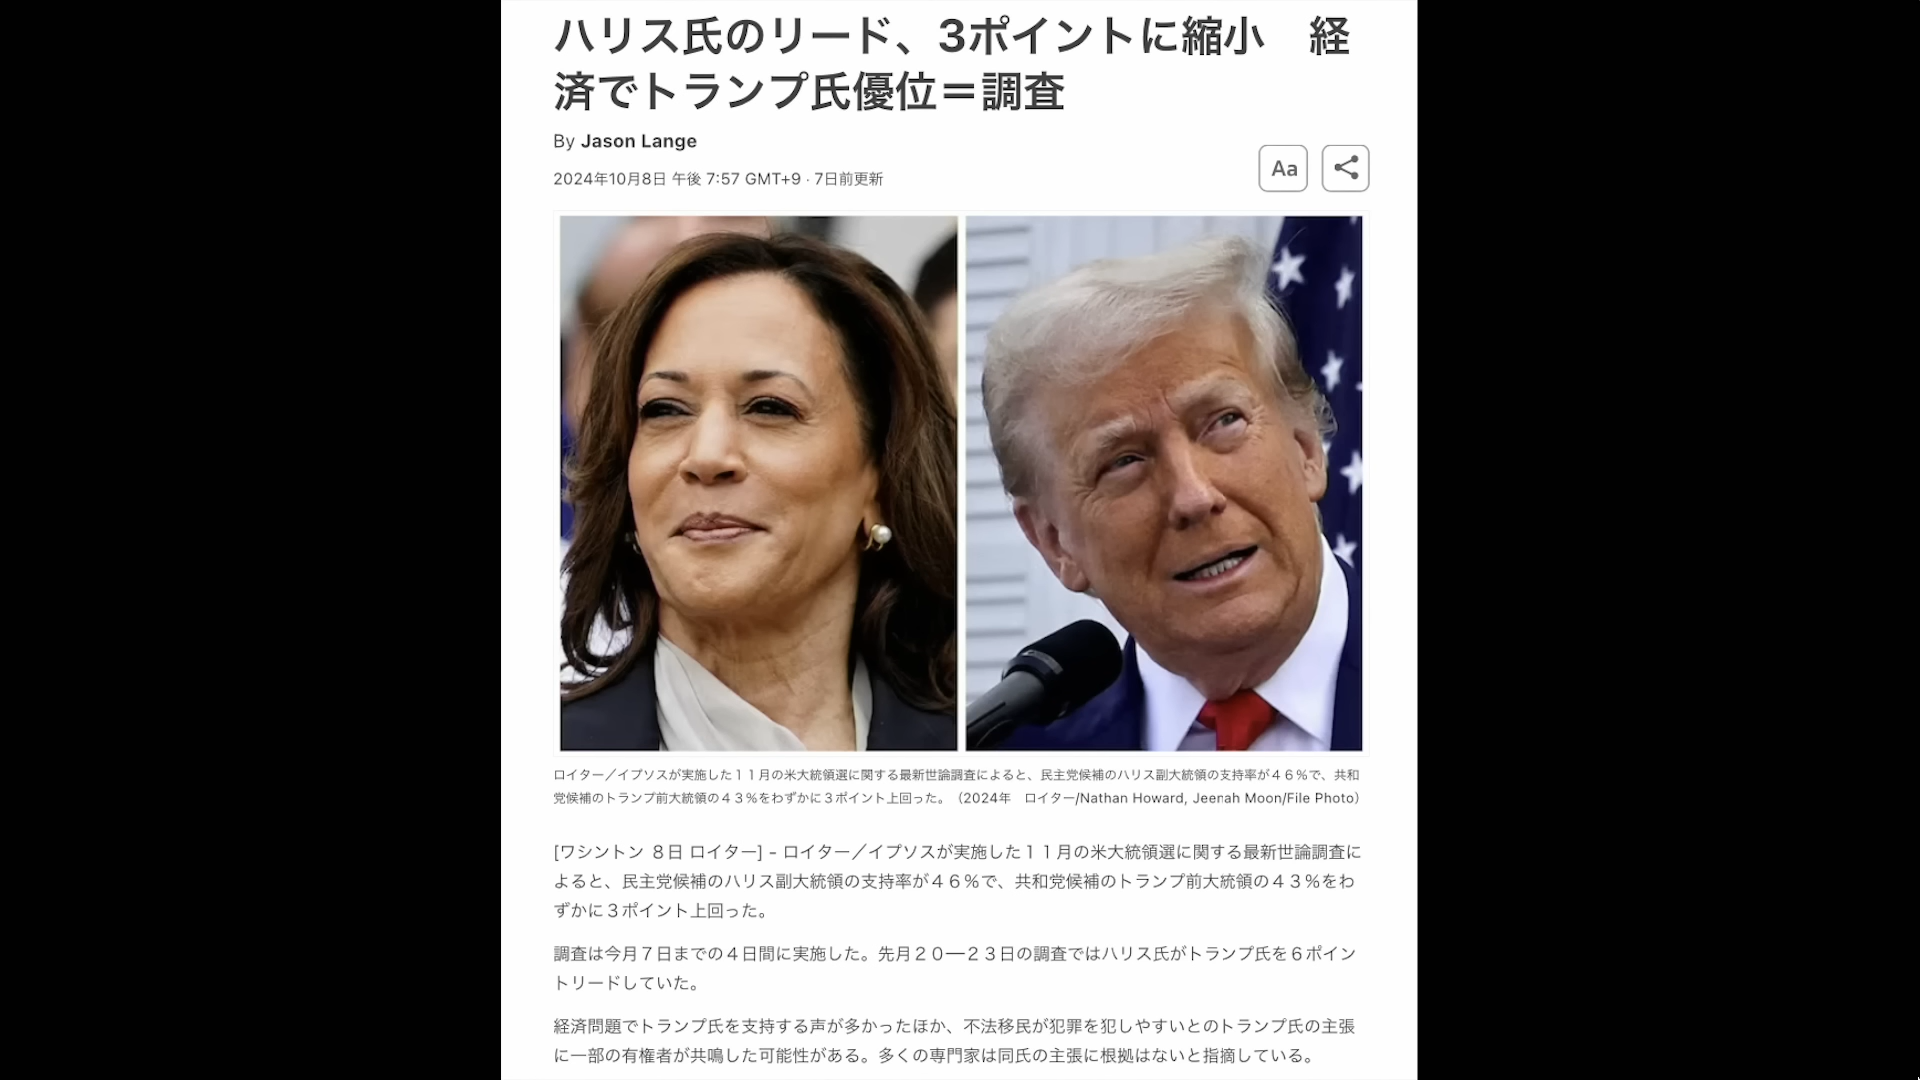 ハリス氏のリード、3ポイントに縮小　経
済でトランプ氏優位＝調査
By Jason Lange
2024年10月8日 午後 7:57 GMT+9 · 7日前更新
Aa
ロイター／イプソスが実施した１１月の米大統領選に関する最新世論調査によると、民主党候補のハリス副大統領の支持率が４６％で、共和
党候補のトランプ前大統領の４３％をわずかに３ポイント上回った。（2024年　ロイター/Nathan Howard, Jeenah Moon/File Photo）
[ワシントン ８日 ロイター] - ロイター／イプソスが実施した１１月の米大統領選に関する最新世論調査に
よると、民主党候補のハリス副大統領の支持率が４６％で、共和党候補のトランプ前大統領の４３％をわ
ずかに３ポイント上回った。
調査は今月７日までの４日間に実施した。先月２０―２３日の調査ではハリス氏がトランプ氏を６ポイン
トリードしていた。
経済問題でトランプ氏を支持する声が多かったほか、不法移民が犯罪を犯しやすいとのトランプ氏の主張
に一部の有権者が共鳴した可能性がある。多くの専門家は同氏の主張に根拠はないと指摘している。